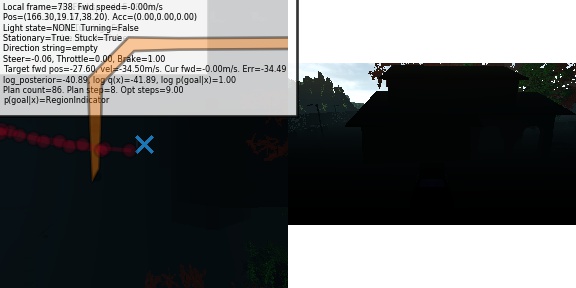 Local frame=738. Fwd speed=-0.00m/s
Pos=(166.30,19.17,38.20). Acc=(0.00,0.00,0.00)
Light state=NONE: Turning=False
Stationary=True. Stuck=True
Direction string=empty
Steer=-0.06, Throttle=0.00, Brake=1.00
Target fwd pos=-27.60, vel=-34.50m/s. Cur fwd=-0.00m/s. Err=-34.49
log_posterior=-40.89, log q(x)=-41.89, log p(goal|x)=1.00
Plan count=86. Plan step=8. Opt steps=9.00
p(goal|x)=RegionIndicator